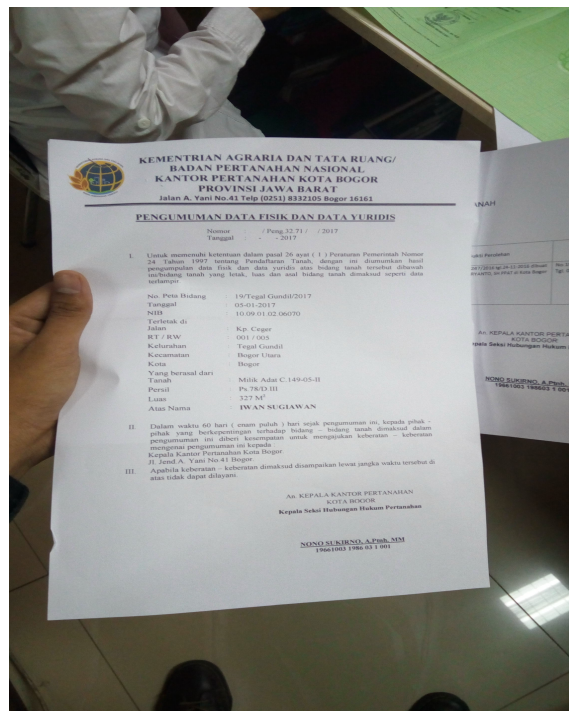 KEMENTRIAN AGRARIA DAN TATA RUANG/
BADAN PERTANAHAN NASIONAL
KANTOR PERTANAHAN KOTA BOGOR
PROVINSI JAWA BARAT
Jalan A. Yani No.41 Telp (0251) 8332105 Bogor 16161
PENGUMUMAN DATA FISIK DAN DATA YURIDIS
Nomor . / Peng.32.71 / / 2017
Tanggal . - - 2017
I. Untuk memenuhi ketentuan dalam pasal 26 ayat ( 1 ) Peraturan Pemerintah Nomor
24 Tahun 1997 tentang Pendaftaran Tanah, dengan ini diumumkan hasil
pengumpulan data fisik dan data yuridis atas bidang tanah tersebut dibawah
ini/bidang tanah yang letak, luas dan asal bidang tanah dimaksud seperti data
terlampir
No. Peta Bidang : 19/Tegal Gundil/2017
Tanggal : 05-01-2017
NIB : 10.09.01.02.06070
Terletak di
Jalan : Kp. Ceger
RT / RW : 001 / 005
Kelurahan : Tegal Gundil
Kecamatan : Bogor Utara
Kota : Bogor
Yang berasal dari
Tanah : Milik Adat C.149-05-II
Persil : Ps.78/D.III
Luas : 327 M²
Atas Nama : IWAN SUGIAWAN
II. Dalam waktu 60 hari ( enam puluh ) hari sejak pengumuman ini, kepada pihak -
pihak yang berkepentingan terhadap bidang - bidang tanah dimaksud dalam
pengumuman ini diberi kesempatan untuk mengajukan keberatan - keberatan
mengenai pengumuman ini kepada
Kepala Kantor Pertanahan Kota Bogor
Jl. Jend.A. Yani No.41 Bogor
III. Apabila keberatan - keberatan dimaksud disampaikan lewat jangka waktu tersebut di
atas tidak dapat dilayani
An. KEPALA KANTOR PERTANAHAN
KOTA BOGOR
Kepala Seksi Hubungan Hukum Pertanahan
NONO SUKIRNO, A.Ptnh, MM
19661003 1986 03 1 001
ANAH
An. KEPALA KANTOR PERTA
KOTA BOGOR
epala Seksi Hubungan Hukum
NONO SUKIRNO, A.Ptnh,
19661003 198603 1 001